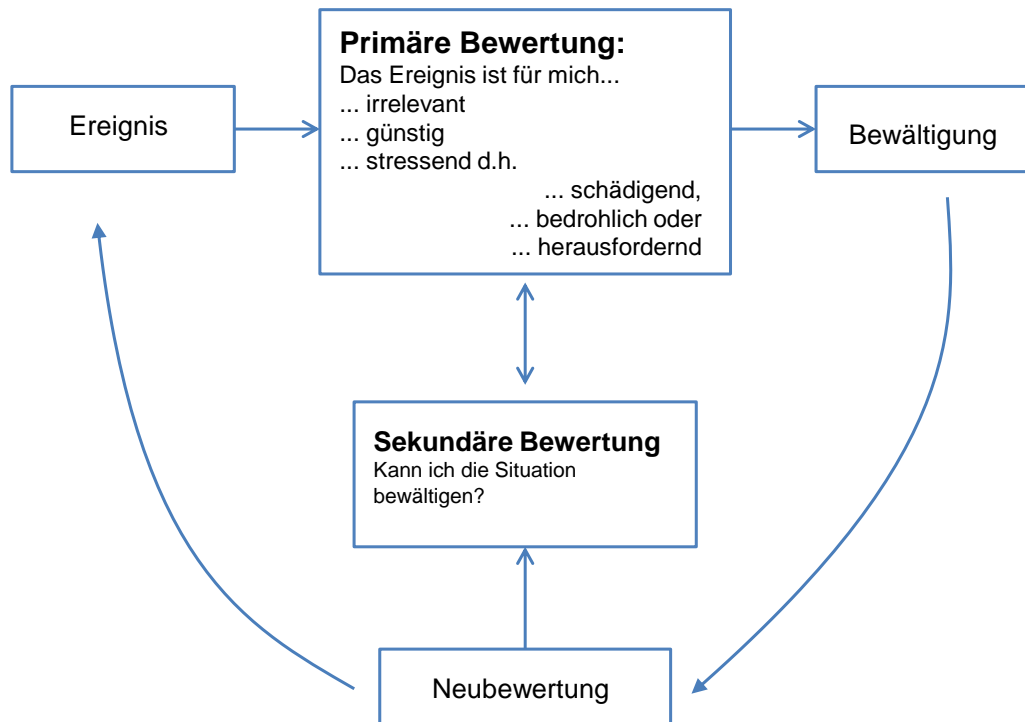 Ereignis
Primäre Bewertung:
Das Ereignis ist für mich...
... irrelevant
... günstig
... stressend d.h.
... schädigend,
... bedrohlich oder
... herausfordernd
Bewältigung
Sekundäre Bewertung
Kann ich die Situation
bewältigen?
Neubewertung